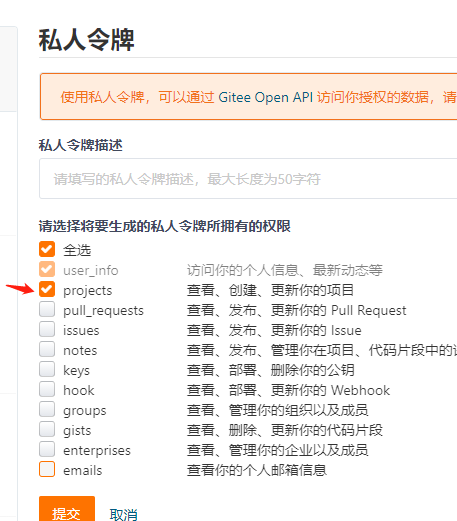 私人令牌
使用私人令牌，可以通过 Gitee Open API 访问你授权的数据，请
私人令牌描述
请填写的私人令牌描述，最大长度为50字符
请选择将要生成的私人令牌所拥有的权限
全选
user_info 访问你的个人信息、最新动态等
projects 查看、创建、更新你的项目
pull_requests 查看、发布、更新你的 Pull Request
issues 查看、发布、更新你的 Issue
notes 查看、发布、管理你在项目、代码片段中的
keys 查看、部署、删除你的公钥
hook 查看、部署、更新你的 Webhook
groups 查看、管理你的组织以及成员
gists 查看、删除、更新你的代码片段
enterprises 查看、管理你的企业以及成员
emails 查看你的个人邮箱信息
提交 取消